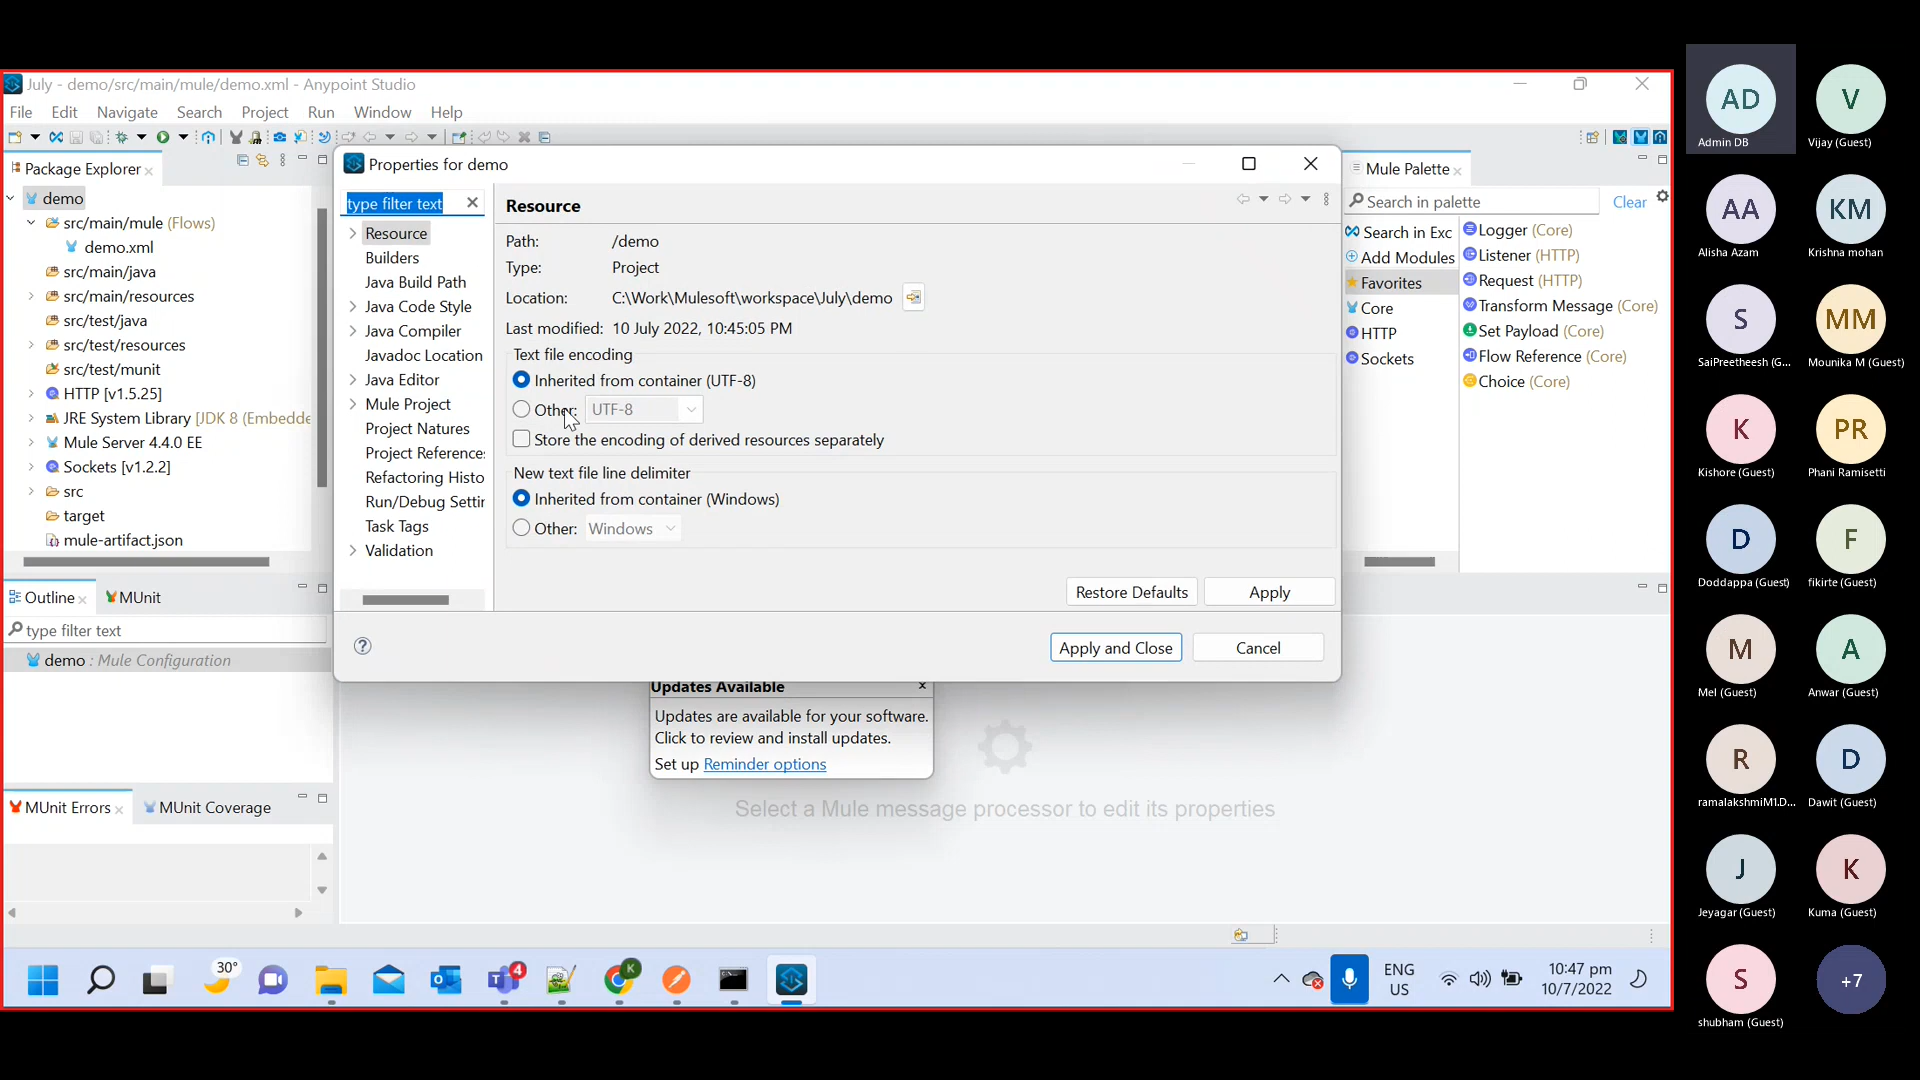 July - demo/src/main/mule/demo.xml - Anypoint Studio
File Edit Navigate Search Project Run Window Help
Package Explorer
demo
src/main/mule (Flows)
demo.xml
src/main/java
src/main/resources
src/test/java
src/test/resources
src/test/munit
HTTP [v1.5.25]
JRE System Library [JDK 8 (Embedde
Mule Server 4.4.0 EE
Sockets [v1.2.2]
src
target
mule-artifact.json
Outline MUnit
type filter text
demo : Mule Configuration
MUnit Errors MUnit Coverage
Properties for demo
type filter text
Resource
Builders
Java Build Path
Java Code Style
Java Compiler
Javadoc Location
Java Editor
Mule Project
Project Natures
Project Reference
Refactoring Histo
Run/Debug Settin
Task Tags
Validation
Resource
Path: /demo
Type: Project
Location: C:\Work\Mulesoft\workspace\July\demo
Last modified: 10 July 2022, 10:45:05 PM
Text file encoding
Inherited from container (UTF-8)
Other: UTF-8
Store the encoding of derived resources separately
New text file line delimiter
Inherited from container (Windows)
Other: Windows
Restore Defaults Apply
Apply and Close Cancel
Updates Available
Updates are available for your software.
Click to review and install updates.
Set up Reminder options
Select a Mule message processor to edit its properties
Mule Palette
Search in palette Clear
Search in Exc
Add Modules
Favorites
Core
HTTP
Sockets
Logger (Core)
Listener (HTTP)
Request (HTTP)
Transform Message (Core)
Set Payload (Core)
Flow Reference (Core)
Choice (Core)
30°
4
K
ENG
US
10:47 pm
10/7/2022
AD
Admin DB
V
Vijay (Guest)
AA
Alisha Azam
KM
Krishna mohan
S
SaiPreetheesh (G...
MM
Mounika M (Guest)
K
Kishore (Guest)
PR
Phani Ramisetti
D
Doddappa (Guest)
F
fikirte (Guest)
M
Mel (Guest)
A
Anwar (Guest)
R
ramalakshmiM1.D...
D
Dawit (Guest)
J
Jeyagar (Guest)
K
Kuma (Guest)
S
shubham (Guest)
+7